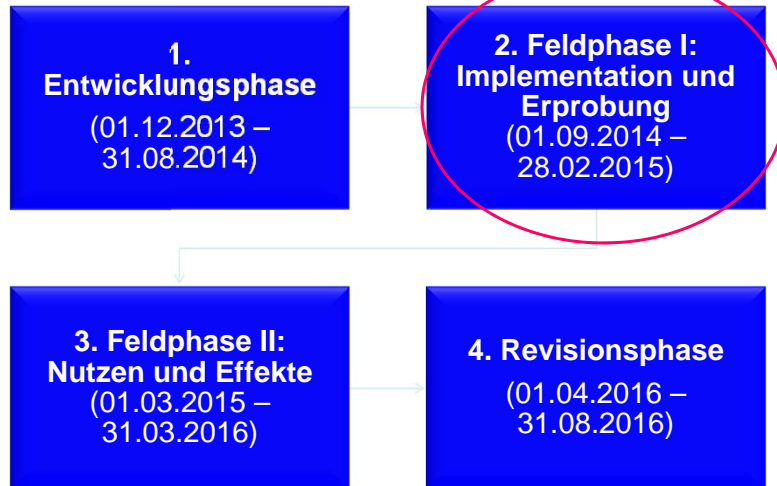 1.
Entwicklungsphase
(01.12.2013 –
31.08.2014)
2. Feldphase I:
Implementation und
Erprobung
(01.09.2014 –
28.02.2015)
3. Feldphase II:
Nutzen und Effekte
(01.03.2015 –
31.03.2016)
4. Revisionsphase
(01.04.2016 –
31.08.2016)